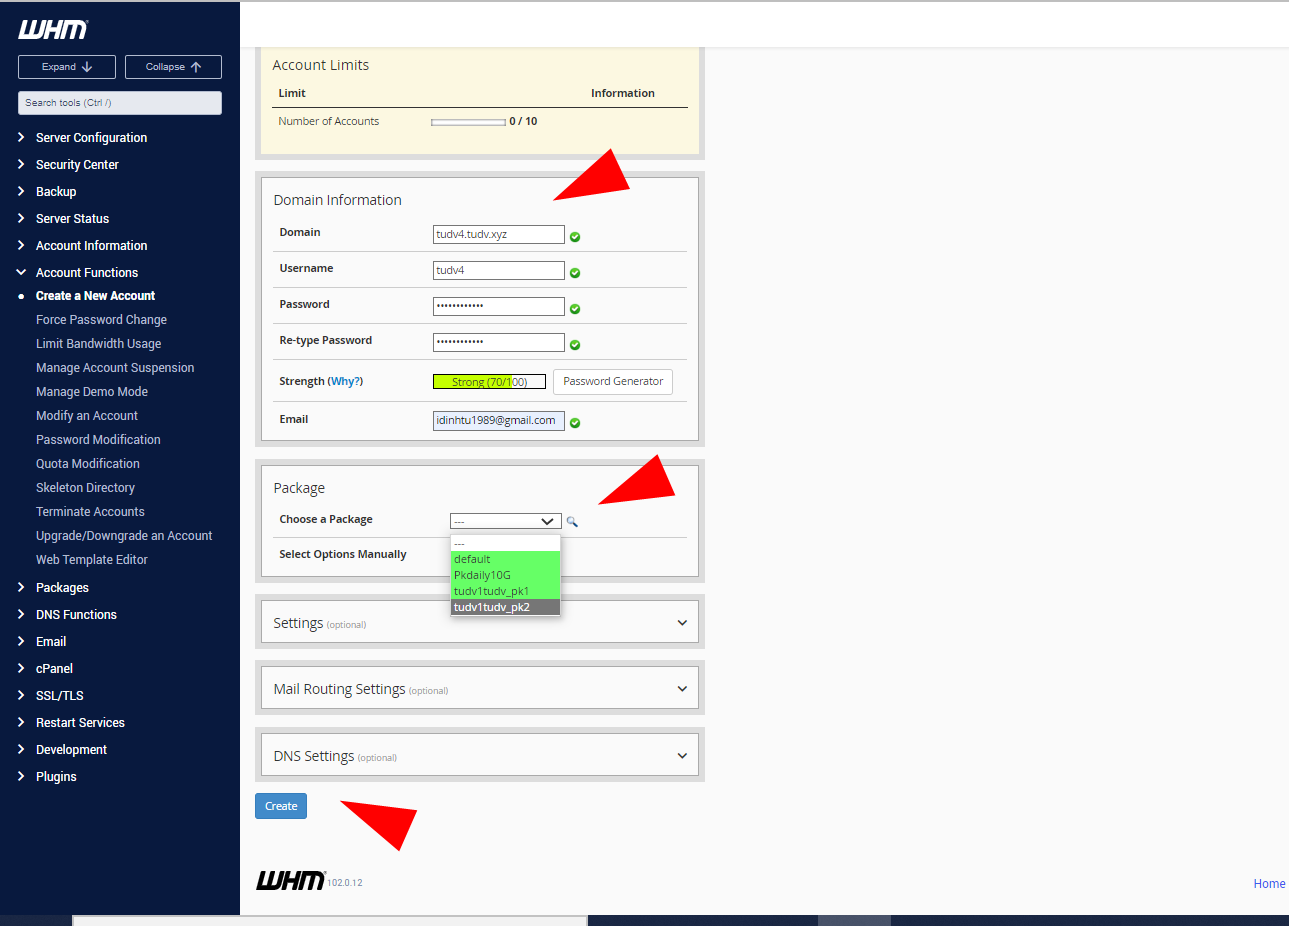 WHM
Expand
Collapse
Search tools (Ctrl /)
Server Configuration
Security Center
Backup
Server Status
Account Information
Account Functions
Create a New Account
Force Password Change
Limit Bandwidth Usage
Manage Account Suspension
Manage Demo Mode
Modify an Account
Password Modification
Quota Modification
Skeleton Directory
Terminate Accounts
Upgrade/Downgrade an Account
Web Template Editor
Packages
DNS Functions
Email
cPanel
SSL/TLS
Restart Services
Development
Plugins
Account Limits
Limit Information
Number of Accounts 0 / 10
Domain Information
Domain tudv4.tudv.xyz
Username tudv4
Password ••••••••••••
Re-type Password ••••••••••••
Strength (Why?) Strong (70/100) Password Generator
Email idinhtu1989@gmail.com
Package
Choose a Package ---
Select Options Manually
---
default
Pkdaily10G
tudv1tudv_pk1
tudv1tudv_pk2
Settings (optional)
Mail Routing Settings (optional)
DNS Settings (optional)
Create
WHM 102.0.12
Home